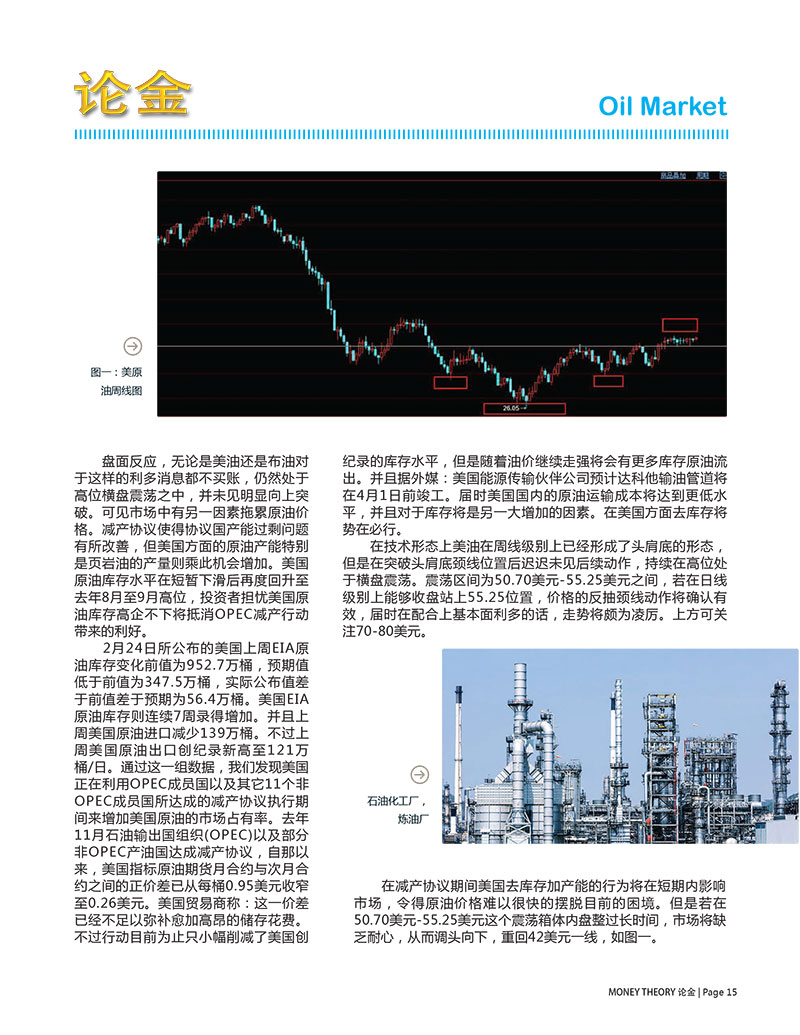 论金
Oil Market
商品叠加 周期
26.05
图一：美原
油周线图
盘面反应，无论是美油还是布油对
于这样的利多消息都不买账，仍然处于
高位横盘震荡之中，并未见明显向上突
破。可见市场中有另一因素拖累原油价
格。减产协议使得协议国产能过剩问题
有所改善，但美国方面的原油产能特别
是页岩油的产量则乘此机会增加。美国
原油库存水平在短暂下滑后再度回升至
去年8月至9月高位，投资者担忧美国原
油库存高企不下将抵消OPEC减产行动
带来的利好。
2月24日所公布的美国上周EIA原
油库存变化前值为952.7万桶，预期值
低于前值为347.5万桶，实际公布值差
于前值差于预期为56.4万桶。美国EIA
原油库存则连续7周录得增加。并且上
周美国原油进口减少139万桶。不过上
周美国原油出口创纪录新高至121万
桶/日。通过这一组数据，我们发现美国
正在利用OPEC成员国以及其它11个非
OPEC成员国所达成的减产协议执行期
间来增加美国原油的市场占有率。去年
11月石油输出国组织(OPEC)以及部分
非OPEC产油国达成减产协议，自那以
来，美国指标原油期货月合约与次月合
约之间的正价差已从每桶0.95美元收窄
至0.26美元。美国贸易商称：这一价差
已经不足以弥补愈加高昂的储存花费。
不过行动目前为止只小幅削减了美国创
纪录的库存水平，但是随着油价继续走强将会有更多库存原油流
出。并且据外媒：美国能源传输伙伴公司预计达科他输油管道将
在4月1日前竣工。届时美国国内的原油运输成本将达到更低水
平，并且对于库存将是另一大增加的因素。在美国方面去库存将
势在必行。
在技术形态上美油在周线级别上已经形成了头肩底的形态，
但是在突破头肩底颈线位置后迟迟未见后续动作，持续在高位处
于横盘震荡。震荡区间为50.70美元-55.25美元之间，若在日线
级别上能够收盘站上55.25位置，价格的反抽颈线动作将确认有
效，届时在配合上基本面利多的话，走势将颇为凌厉。上方可关
注70-80美元。
石油化工厂，
炼油厂
在减产协议期间美国去库存加产能的行为将在短期内影响
市场，令得原油价格难以很快的摆脱目前的困境。但是若在
50.70美元-55.25美元这个震荡箱体内盘整过长时间，市场将缺
乏耐心，从而调头向下，重回42美元一线，如图一。
MONEY THEORY 论金 | Page 15